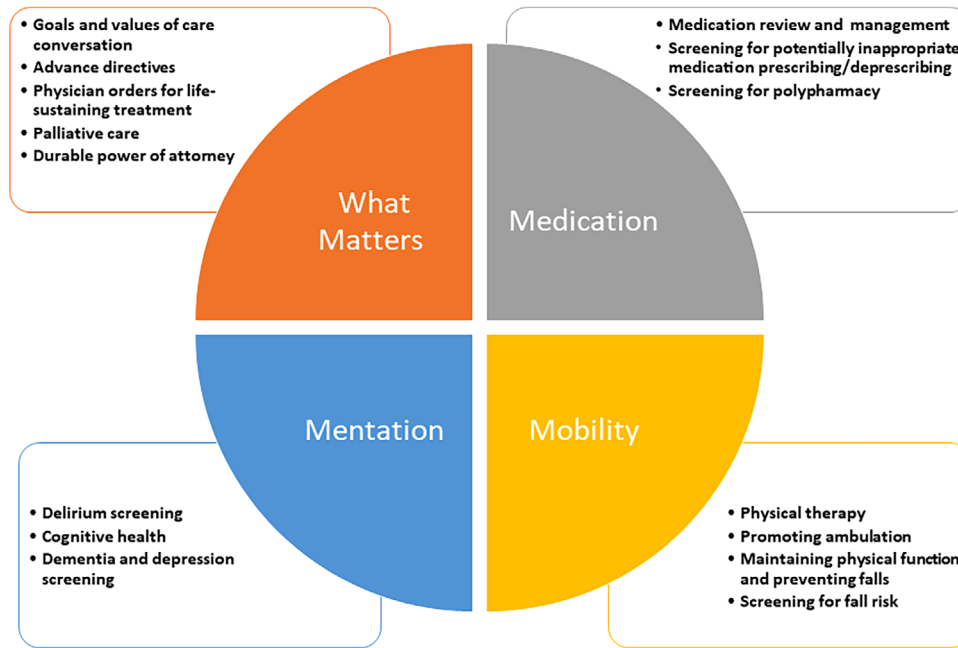 • Goals and values of care
conversation
• Advance directives
• Physician orders for life-
sustaining treatment
• Palliative care
• Durable power of attorney
• Medication review and management
• Screening for potentially inappropriate
medication prescribing/deprescribing
• Screening for polypharmacy
What
Matters
Medication
Mentation
Mobility
• Delirium screening
• Cognitive health
• Dementia and depression
screening
• Physical therapy
• Promoting ambulation
• Maintaining physical function
and preventing falls
• Screening for fall risk